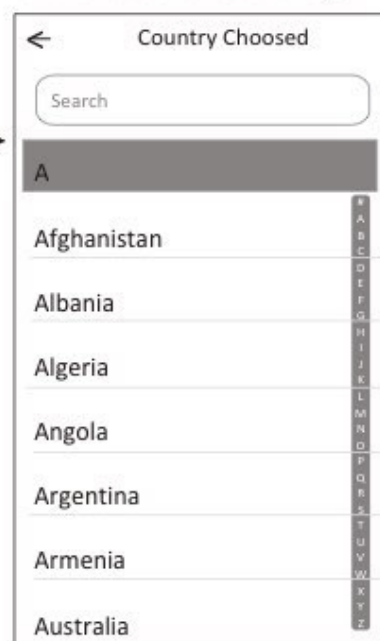 Country Choosed
Search
A
Afghanistan
Albania
Algeria
Angola
Argentina
Armenia
Australia
#
A
B
C
D
E
F
G
H
I
J
K
L
M
N
O
P
Q
R
S
T
U
V
W
X
Y
Z